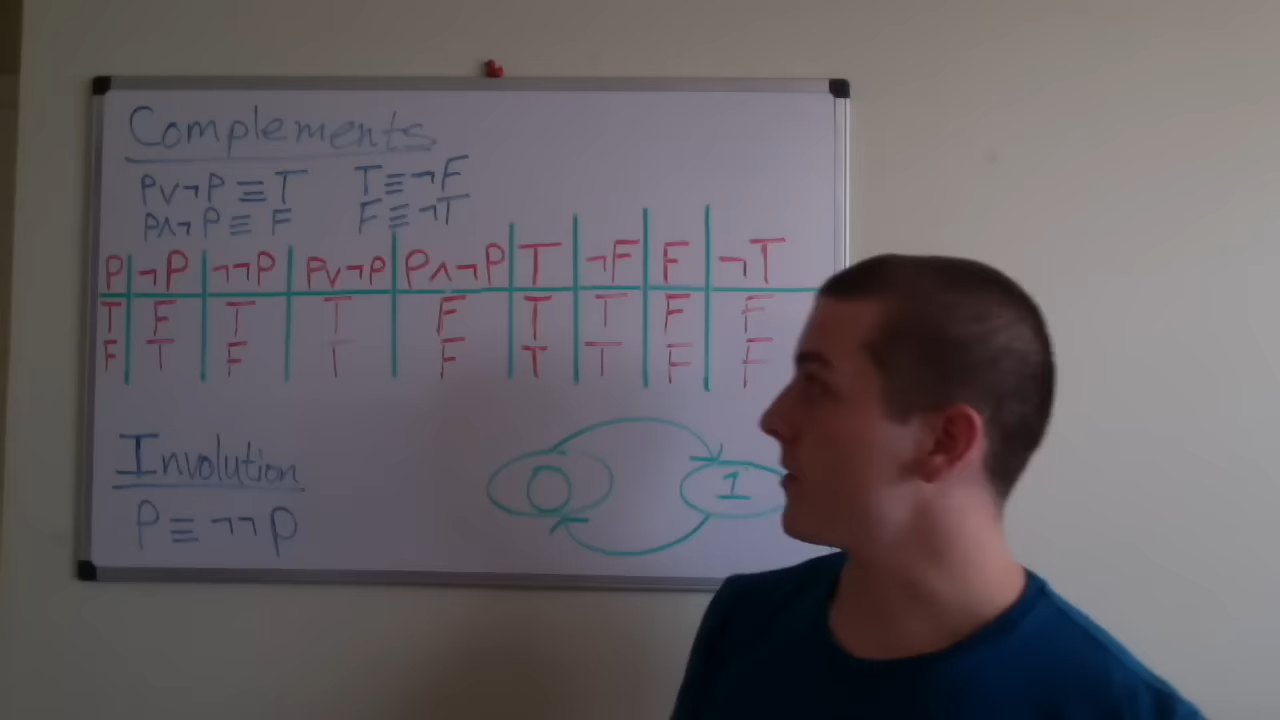 Complements
P∨¬P ≡ T T≡¬F
P∧¬P ≡ F F≡¬T
P ¬P ¬¬P P∨¬P P∧¬P T ¬F F ¬T
T F T T F T T F F
F T F T F T T F F
Involution
P ≡ ¬¬P
0 1